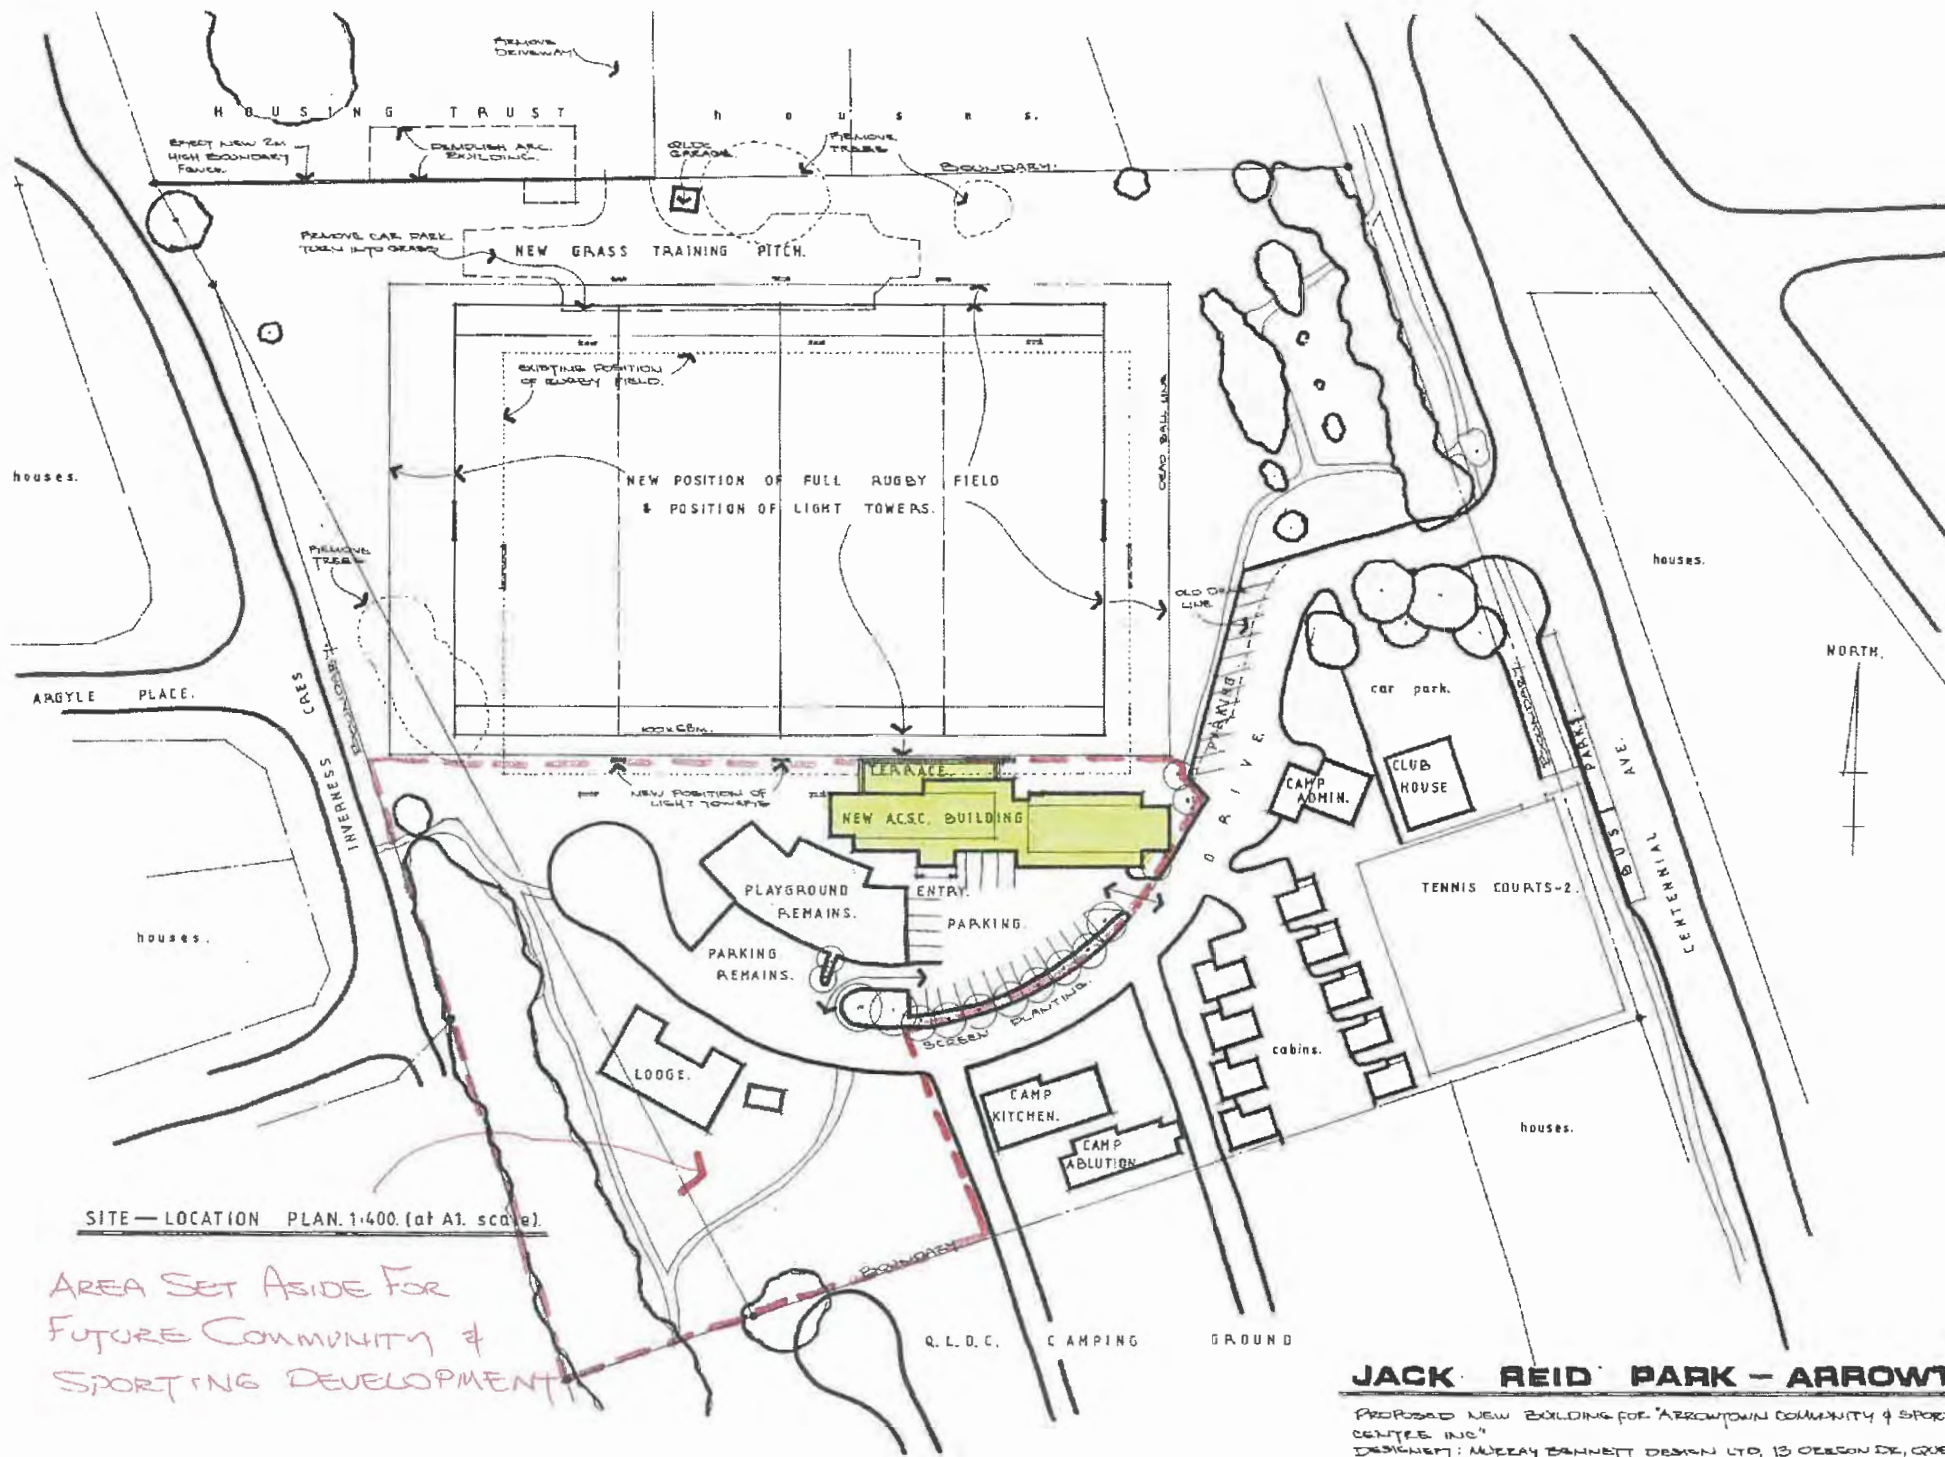 REMOVE
DRIVEWAY
HOUSING TRUST
houses.
ERECT NEW 2M
HIGH BOUNDARY
FENCE.
DEMOLISH ARC.
BUILDING.
QLDC
GARAGE.
REMOVE
TREES
BOUNDARY.
REMOVE CAR PARK
TURN INTO GRASS
NEW GRASS TRAINING PITCH.
EXISTING POSITION
OF RUGBY FIELD.
DEAD BALL LINE
houses.
NEW POSITION OF FULL RUGBY FIELD
& POSITION OF LIGHT TOWERS.
REMOVE
TREES
houses.
OLD
LINE
NORTH.
ARGYLE PLACE.
INVERNESS CRES
BOUNDARY
100x68M.
PARKING
DRIVE
car park.
BOUNDARY
BUS PARK.
CENTENNIAL AVE.
TERRACE.
NEW POSITION OF
LIGHT TOWERS
NEW A.C.S.C. BUILDING
CAMP
ADMIN.
CLUB
HOUSE
PLAYGROUND
REMAINS.
ENTRY.
PARKING.
TENNIS COURTS-2.
houses.
PARKING
REMAINS.
SCREEN PLANTING.
LODGE.
cabins.
CAMP
KITCHEN.
CAMP
ABLUTION
houses.
SITE — LOCATION PLAN. 1:400. (at A1. scale).
BOUNDARY
AREA SET ASIDE FOR
FUTURE COMMUNITY &
SPORTING DEVELOPMENT
Q.L.D.C. CAMPING GROUND
JACK REID PARK — ARROWT
PROPOSED NEW BUILDING FOR "ARROWTOWN COMMUNITY & SPOR
CENTRE INC"
DESIGNER: MURRAY BENNETT DESIGN LTD, 13 OREGON DR, QUE